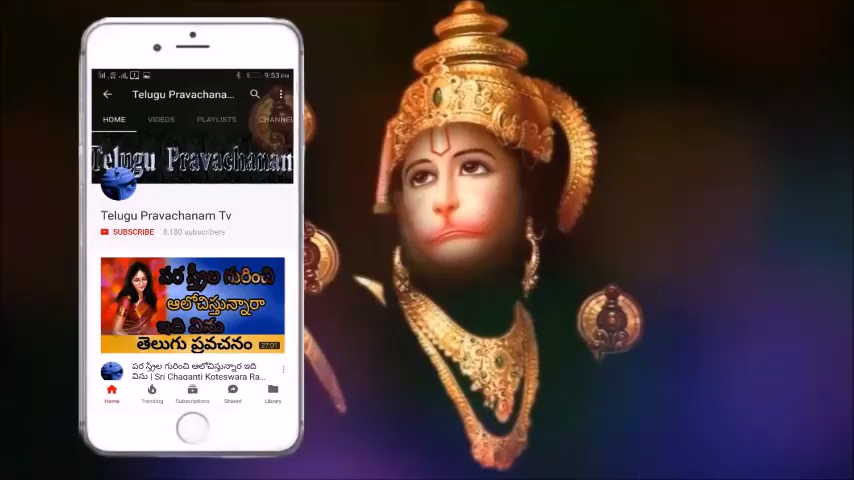 9:53 PM
Telugu Pravachana...
HOME VIDEOS PLAYLISTS CHANNEL
Telugu Pravachanam
Telugu Pravachanam Tv
SUBSCRIBE 8,180 subscribers
పర స్త్రీల గురించి
ఆలోచిస్తున్నారా
ఇది విను
తెలుగు ప్రవచనం 27:01
పర స్త్రీల గురించి ఆలోచిస్తున్నార ఇది
విను | Sri Chaganti Koteswara Ra...
Home Trending Subscriptions Shared Library